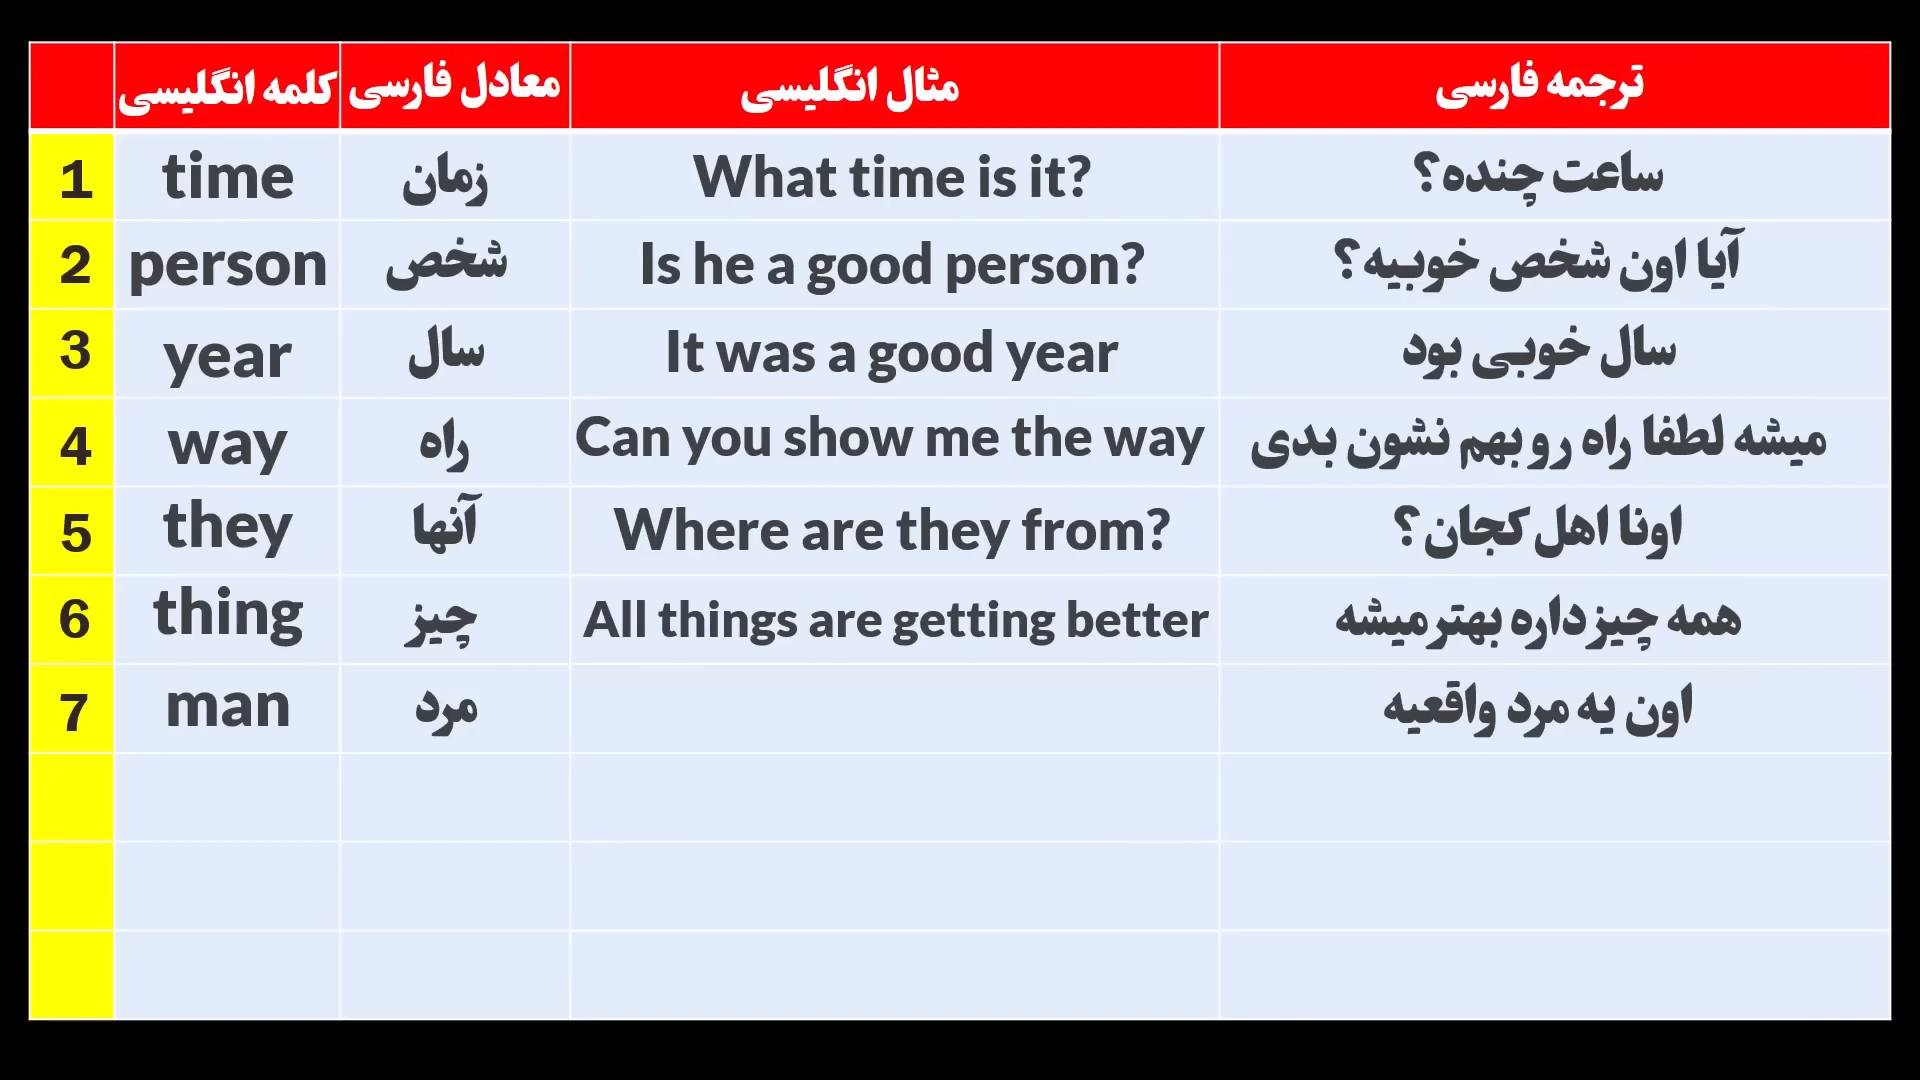 کلمه انگلیسی معادل فارسی مثال انگلیسی ترجمه فارسی
1 time زمان What time is it? ساعت چنده؟
2 person شخص Is he a good person? آیا اون شخص خوبیه؟
3 year سال It was a good year سال خوبی بود
4 way راه Can you show me the way میشه لطفا راه رو بهم نشون بدی
5 they آنها Where are they from? اونا اهل کجان؟
6 thing چیز All things are getting better همه چیز داره بهتر میشه
7 man مرد اون یه مرد واقعیه